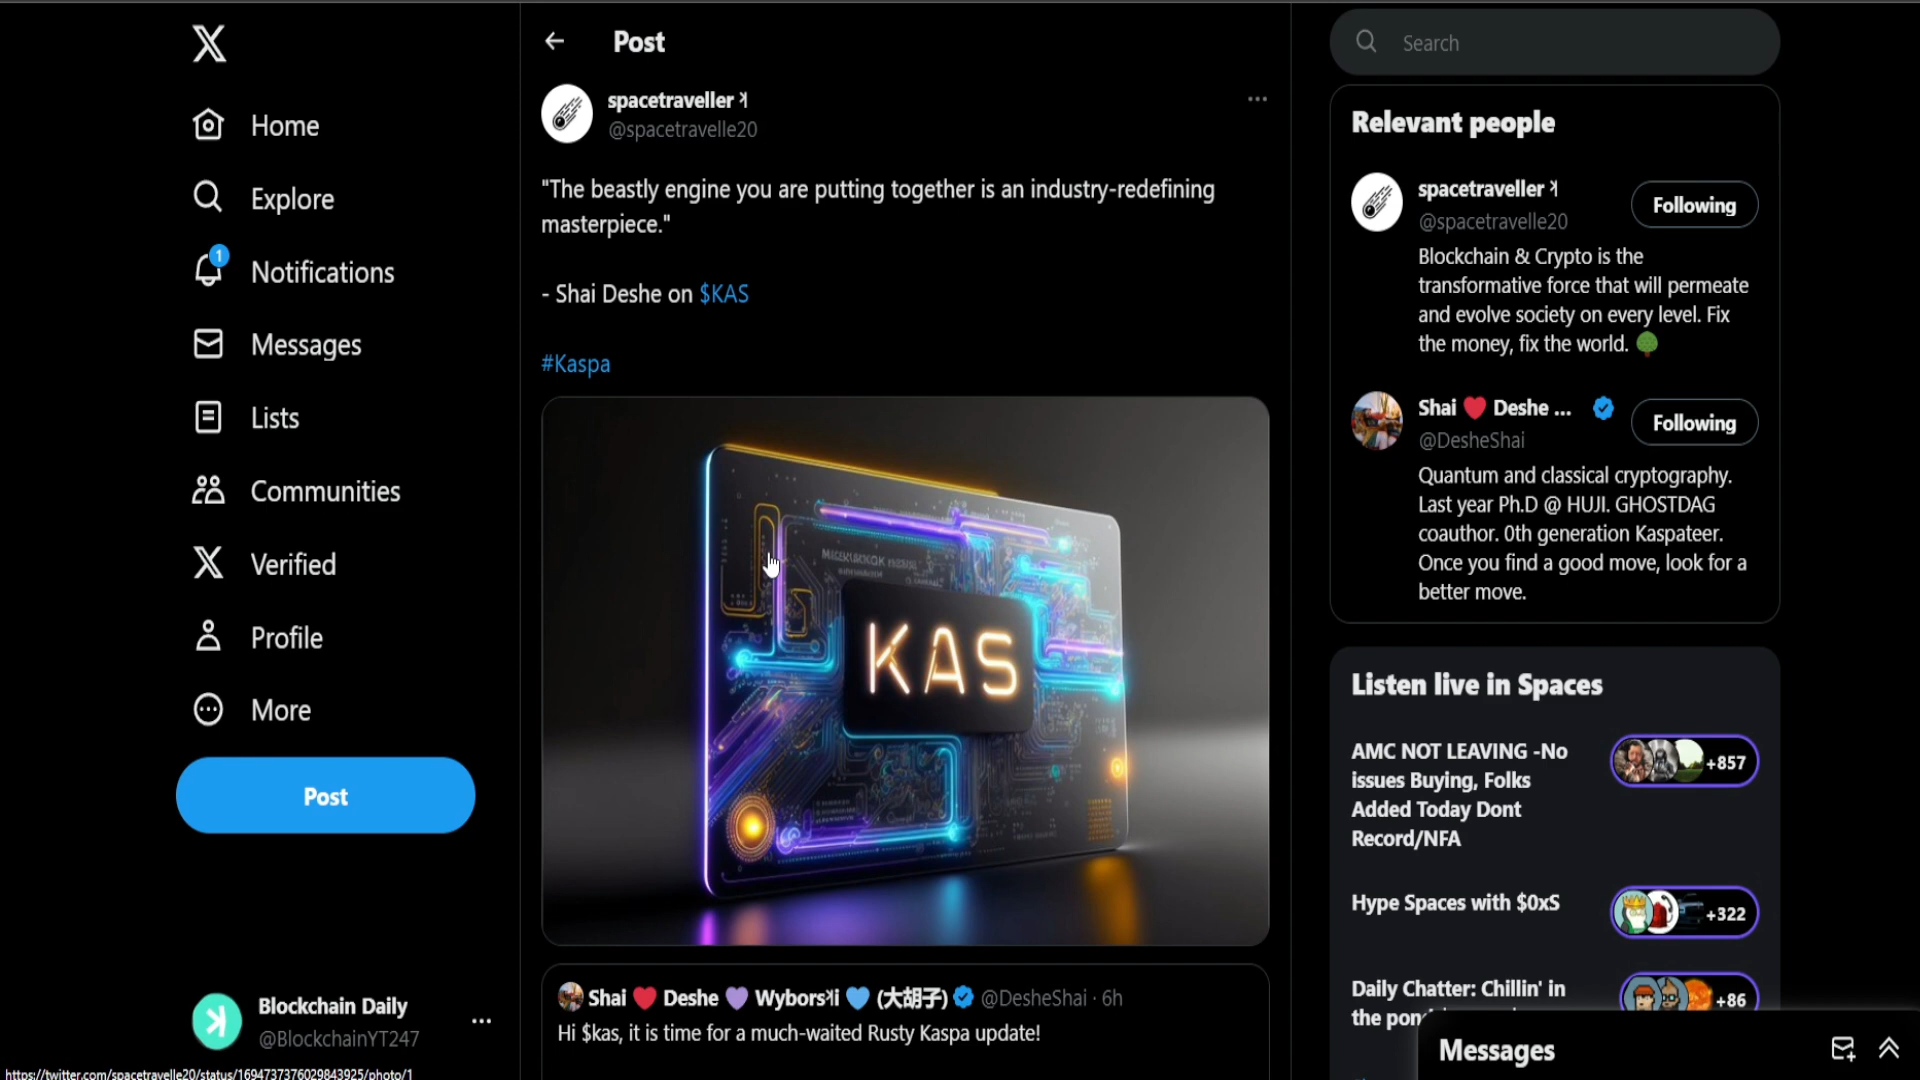 Home
Explore
1
Notifications
Messages
Lists
Communities
Verified
Profile
More
Post
Blockchain Daily
@BlockchainYT247
https://twitter.com/spacetravelle20/status/1694737376029843925/photo/1
Post
spacetraveller
@spacetravelle20
"The beastly engine you are putting together is an industry-redefining
masterpiece."
- Shai Deshe on $KAS
#Kaspa
KAS
Shai ❤️ Deshe 💜 Wybors𐤊i 💙 (大胡子) @DesheShai · 6h
Hi $kas, it is time for a much-waited Rusty Kaspa update!
Search
Relevant people
spacetraveller
@spacetravelle20
Following
Blockchain & Crypto is the
transformative force that will permeate
and evolve society on every level. Fix
the money, fix the world. 🌳
Shai ❤️ Deshe ...
@DesheShai
Following
Quantum and classical cryptography.
Last year Ph.D @ HUJI. GHOSTDAG
coauthor. 0th generation Kaspateer.
Once you find a good move, look for a
better move.
Listen live in Spaces
AMC NOT LEAVING -No
issues Buying, Folks
Added Today Dont
Record/NFA
+857
Hype Spaces with $0xS
+322
Daily Chatter: Chillin' in
the pon
+86
Messages